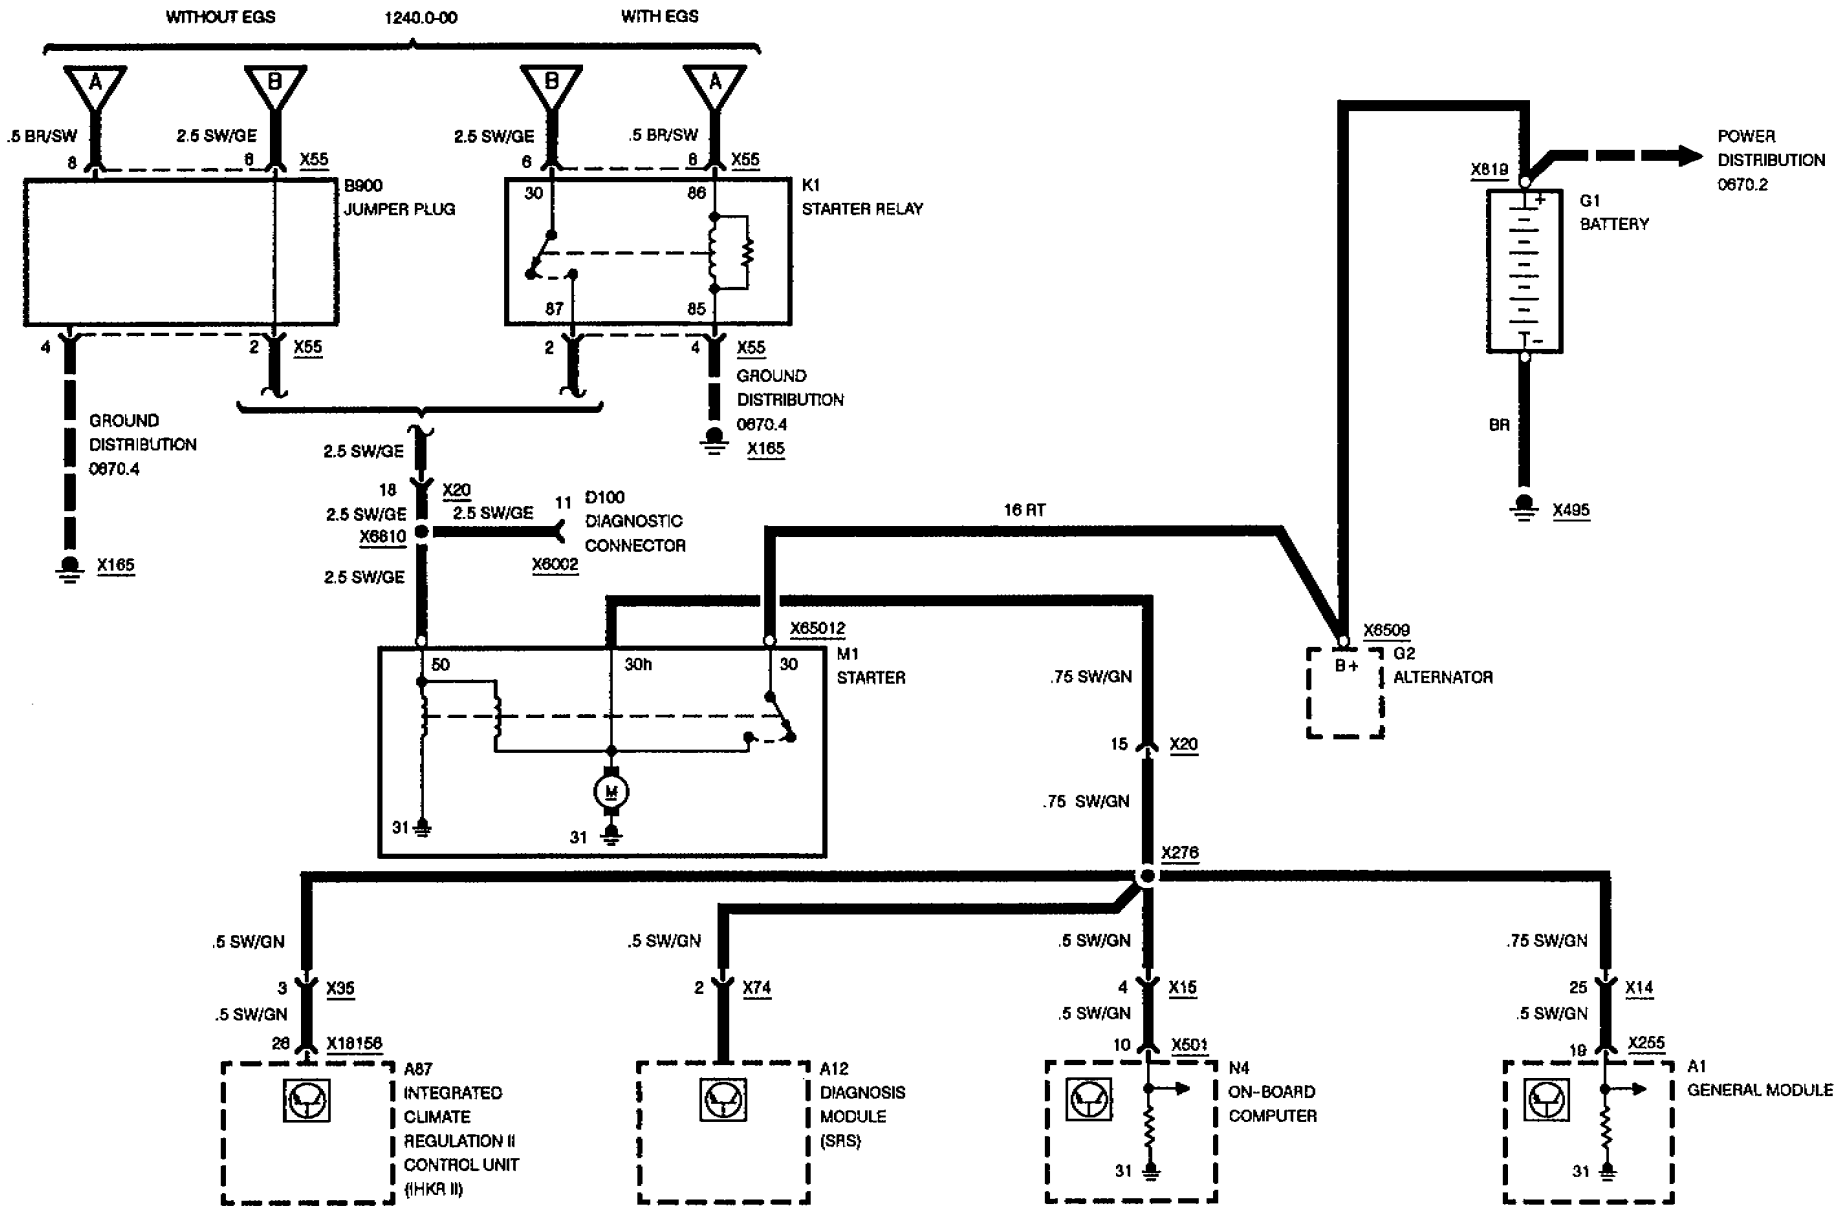 WITHOUT EGS
1240.0-00
WITH EGS
A
B
B
A
.5 BR/SW
2.5 SW/GE
2.5 SW/GE
.5 BR/SW
8
6
X55
6
8
X55
B900
JUMPER PLUG
30
86
K1
STARTER RELAY
87
85
4
2
X55
2
4
X55
GROUND
DISTRIBUTION
0670.4
X165
GROUND
DISTRIBUTION
0670.4
X165
2.5 SW/GE
18
X20
2.5 SW/GE
2.5 SW/GE
X6810
11
D100
DIAGNOSTIC
CONNECTOR
X6002
2.5 SW/GE
POWER
DISTRIBUTION
0670.2
X819
+
G1
BATTERY
-
BR
X495
16 RT
X65012
M1
STARTER
50
30h
30
M
31
31
X6509
G2
ALTERNATOR
B+
.75 SW/GN
15
X20
.75 SW/GN
X276
.5 SW/GN
.5 SW/GN
.5 SW/GN
.75 SW/GN
3
X35
2
X74
4
X15
25
X14
.5 SW/GN
.5 SW/GN
.5 SW/GN
26
X18156
10
X501
19
X255
A87
INTEGRATED
CLIMATE
REGULATION II
CONTROL UNIT
(IHKR II)
A12
DIAGNOSIS
MODULE
(SRS)
N4
ON-BOARD
COMPUTER
31
A1
GENERAL MODULE
31